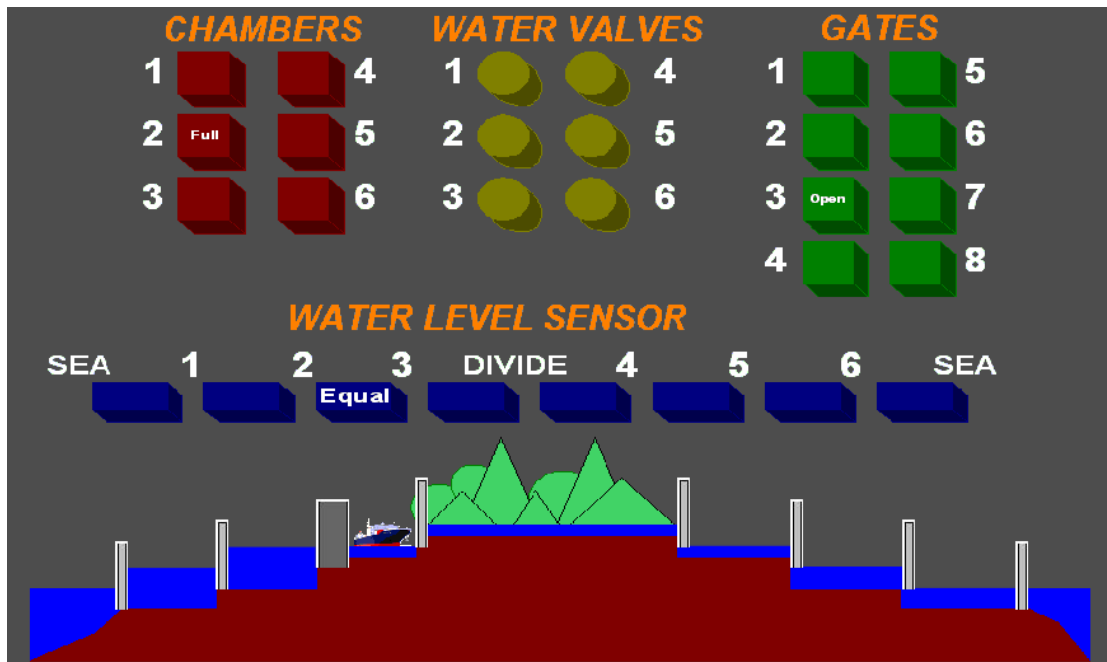 CHAMBERS WATER VALVES GATES
1 4 1 4 1 5
2 Full 5 2 5 2 6
3 6 3 6 3 Open 7
4 8
WATER LEVEL SENSOR
SEA 1 2 3 DIVIDE 4 5 6 SEA
Equal